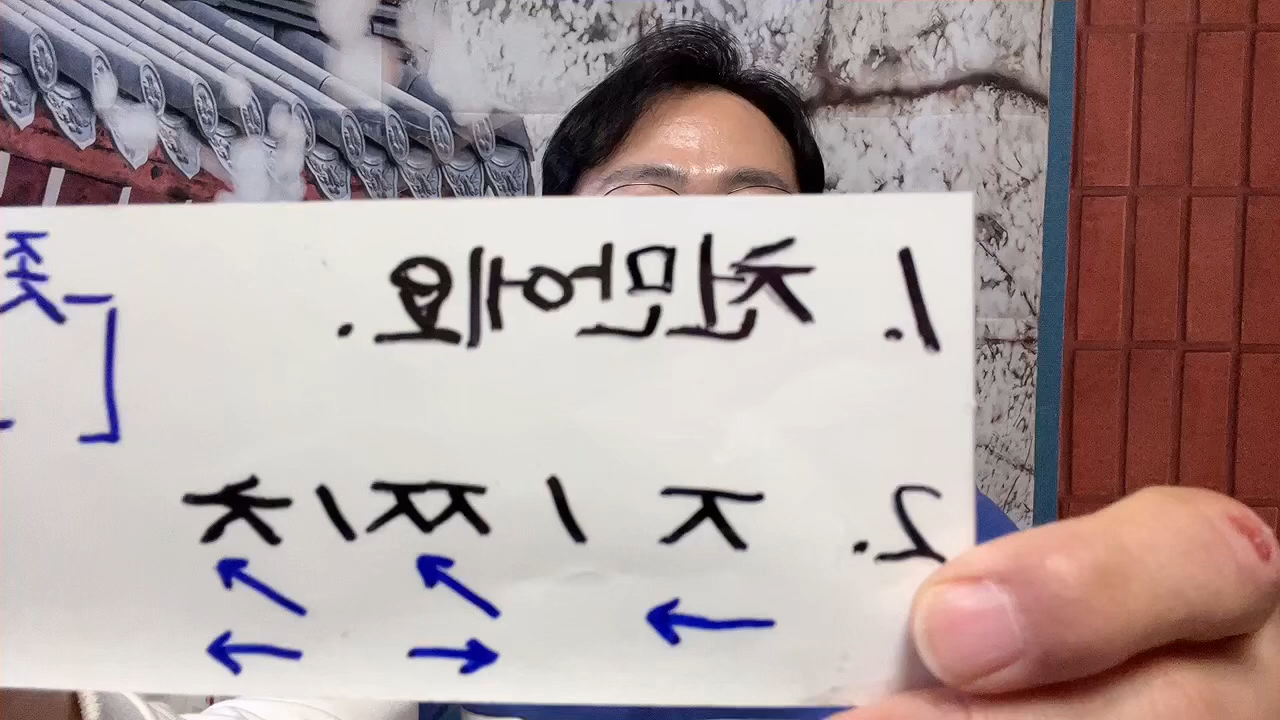 1. 천만에요.
2. ㅈ / ㅉ / ㅊ